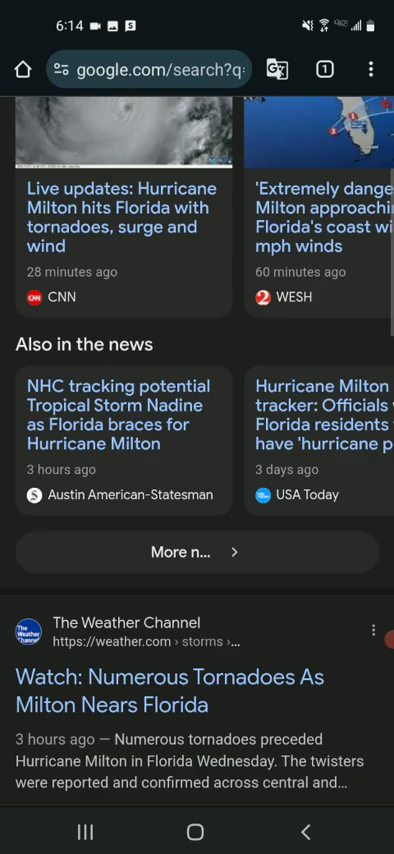 6:14
google.com/search?q
1
Live updates: Hurricane
Milton hits Florida with
tornadoes, surge and
wind
28 minutes ago
CNN
'Extremely dange
Milton approachi
Florida's coast wi
mph winds
60 minutes ago
WESH
Also in the news
NHC tracking potential
Tropical Storm Nadine
as Florida braces for
Hurricane Milton
3 hours ago
Austin American-Statesman
Hurricane Milton
tracker: Officials
Florida residents
have 'hurricane p
3 days ago
USA Today
More n...
The Weather Channel
https://weather.com › storms ›...
Watch: Numerous Tornadoes As
Milton Nears Florida
3 hours ago — Numerous tornadoes preceded
Hurricane Milton in Florida Wednesday. The twisters
were reported and confirmed across central and...